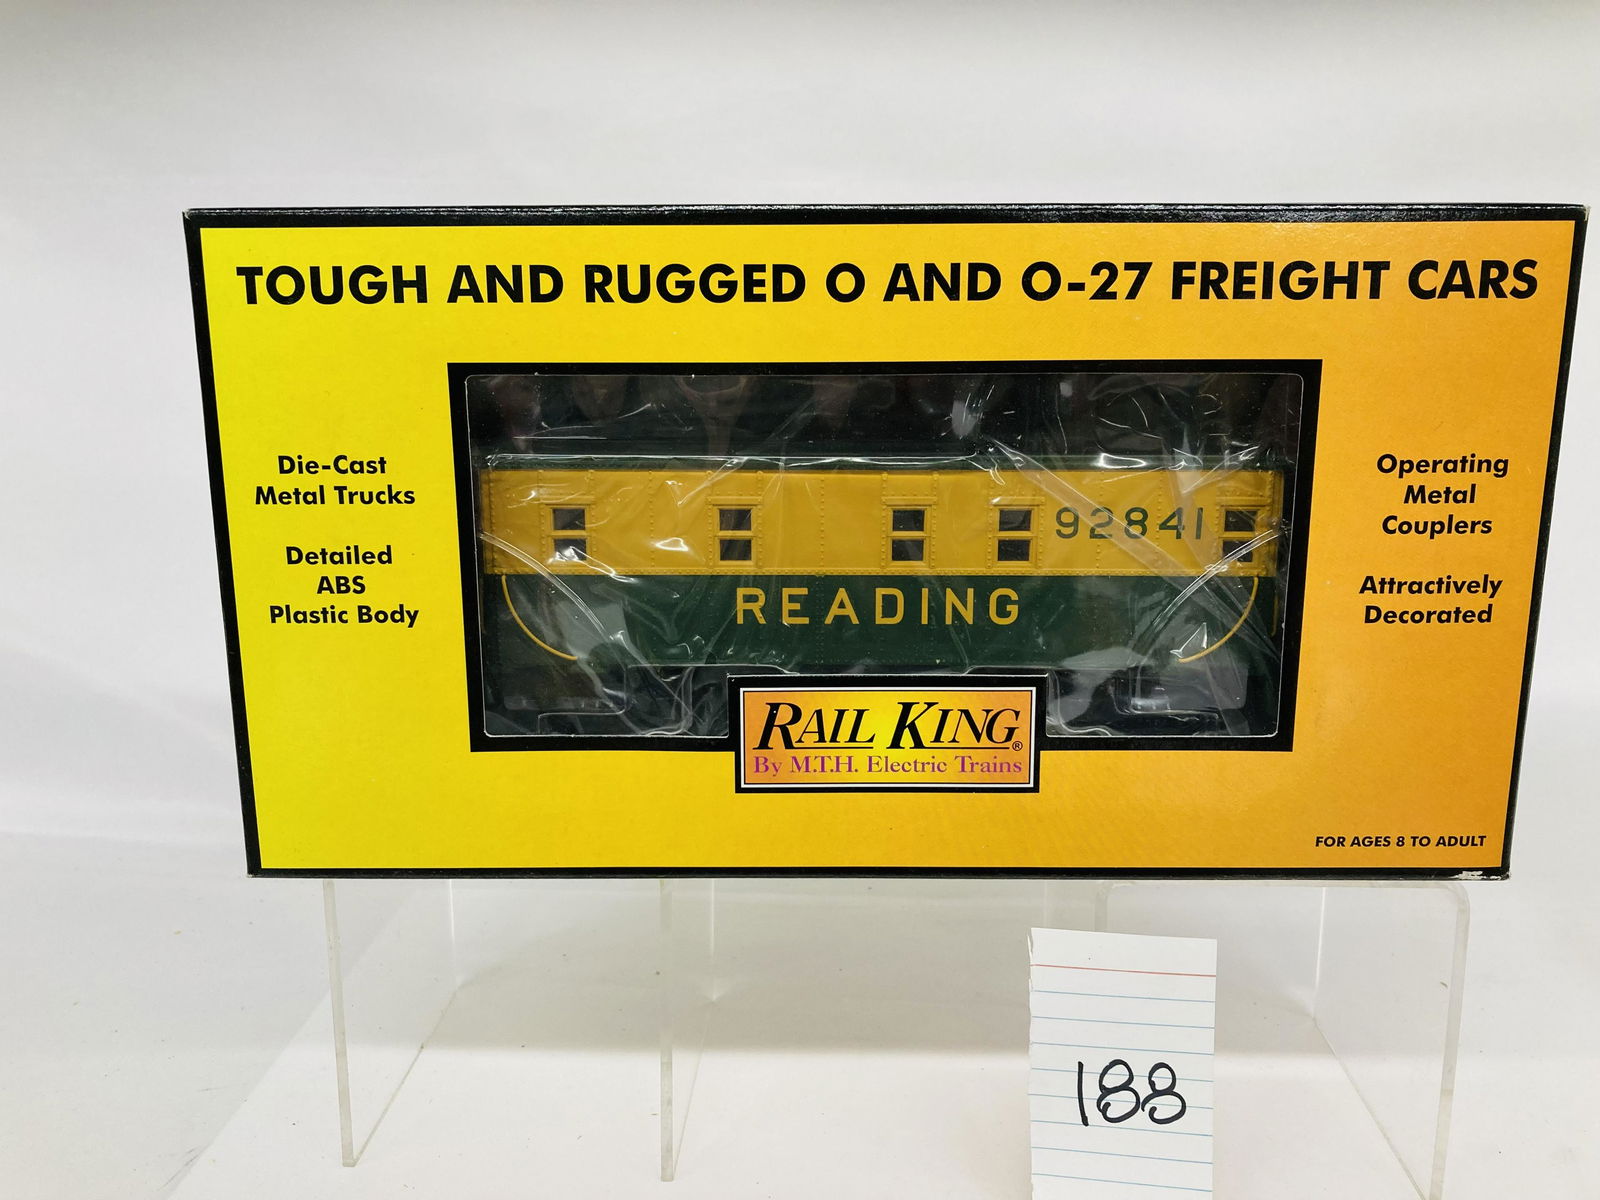 TOUGH AND RUGGED O AND O-27 FREIGHT CARS
Die-Cast
Metal Trucks
Detailed
ABS
Plastic Body
Operating
Metal
Couplers
Attractively
Decorated
92841
READING
RAIL KING®
By M.T.H. Electric Trains
FOR AGES 8 TO ADULT
188